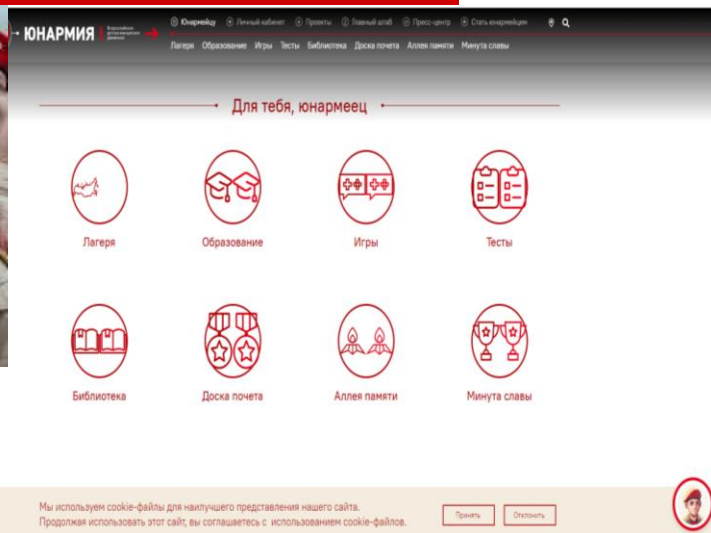 Юнармейцу Личный кабинет Проекты Главный штаб Пресс-центр Стать юнармейцем
ЮНАРМИЯ
Лагеря Образование Игры Тесты Библиотека Доска почета Аллея памяти Минута славы
Для тебя, юнармеец
Лагеря Образование Игры Тесты
Библиотека Доска почета Аллея памяти Минута славы
Мы используем cookie-файлы для наилучшего представления нашего сайта.
Продолжая использовать этот сайт, вы соглашаетесь с использованием cookie-файлов.
Принять Отклонить